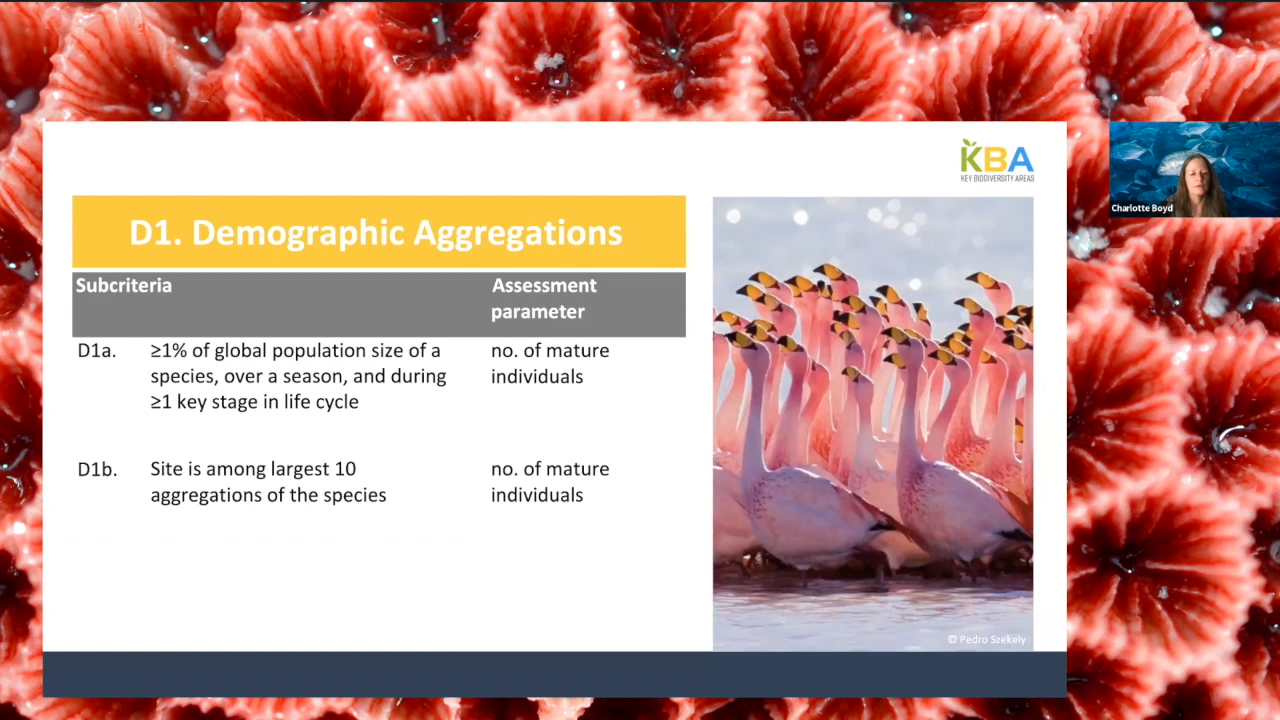 KBA
KEY BIODIVERSITY AREAS
Charlotte Boyd
D1. Demographic Aggregations
Subcriteria
Assessment
parameter
D1a.
≥1% of global population size of a
species, over a season, and during
≥1 key stage in life cycle
no. of mature
individuals
D1b.
Site is among largest 10
aggregations of the species
no. of mature
individuals
© Pedro Szekely